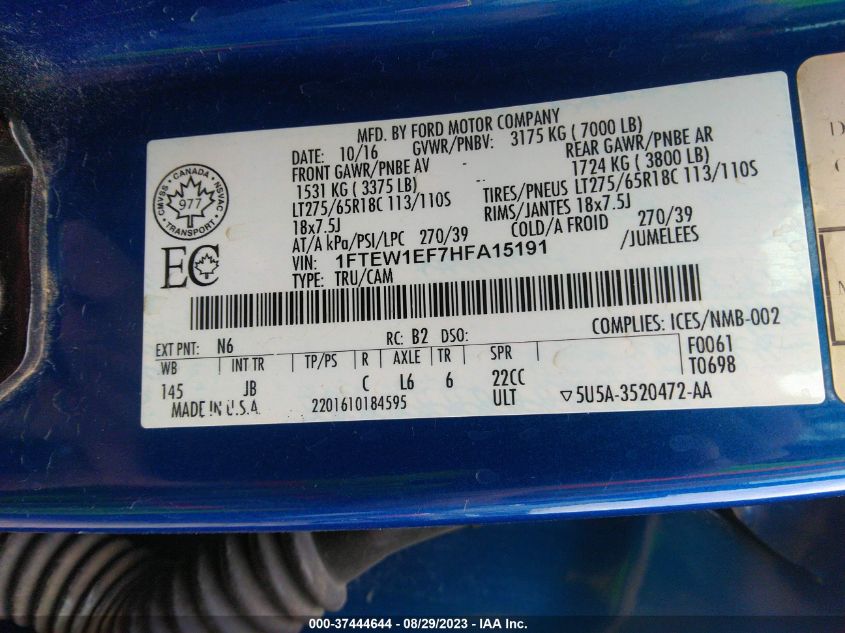 MFD. BY FORD MOTOR COMPANY
DATE: 10/16 GVWR/PNBV: 3175 KG ( 7000 LB)
FRONT GAWR/PNBE AV REAR GAWR/PNBE AR
1531 KG ( 3375 LB) 1724 KG ( 3800 LB)
LT275/65R18C 113/110S TIRES/PNEUS LT275/65R18C 113/110S
18x7.5J RIMS/JANTES 18x7.5J
AT/A kPa/PSI/LPC 270/39 COLD/A FROID 270/39
VIN: 1FTEW1EF7HFA15191 /JUMELEES
TYPE: TRU/CAM
CMVSS - CANADA - NSVAC
977
TRANSPORT
EC
EXT PNT: N6 RC: B2 DSO: COMPLIES: ICES/NMB-002
WB INT TR TP/PS R AXLE TR SPR F0061
145 JB C L6 6 22CC T0698
ULT
MADE IN U.S.A. 2201610184595 ▽5U5A-3520472-AA
000-37444644 - 08/29/2023 - IAA Inc.